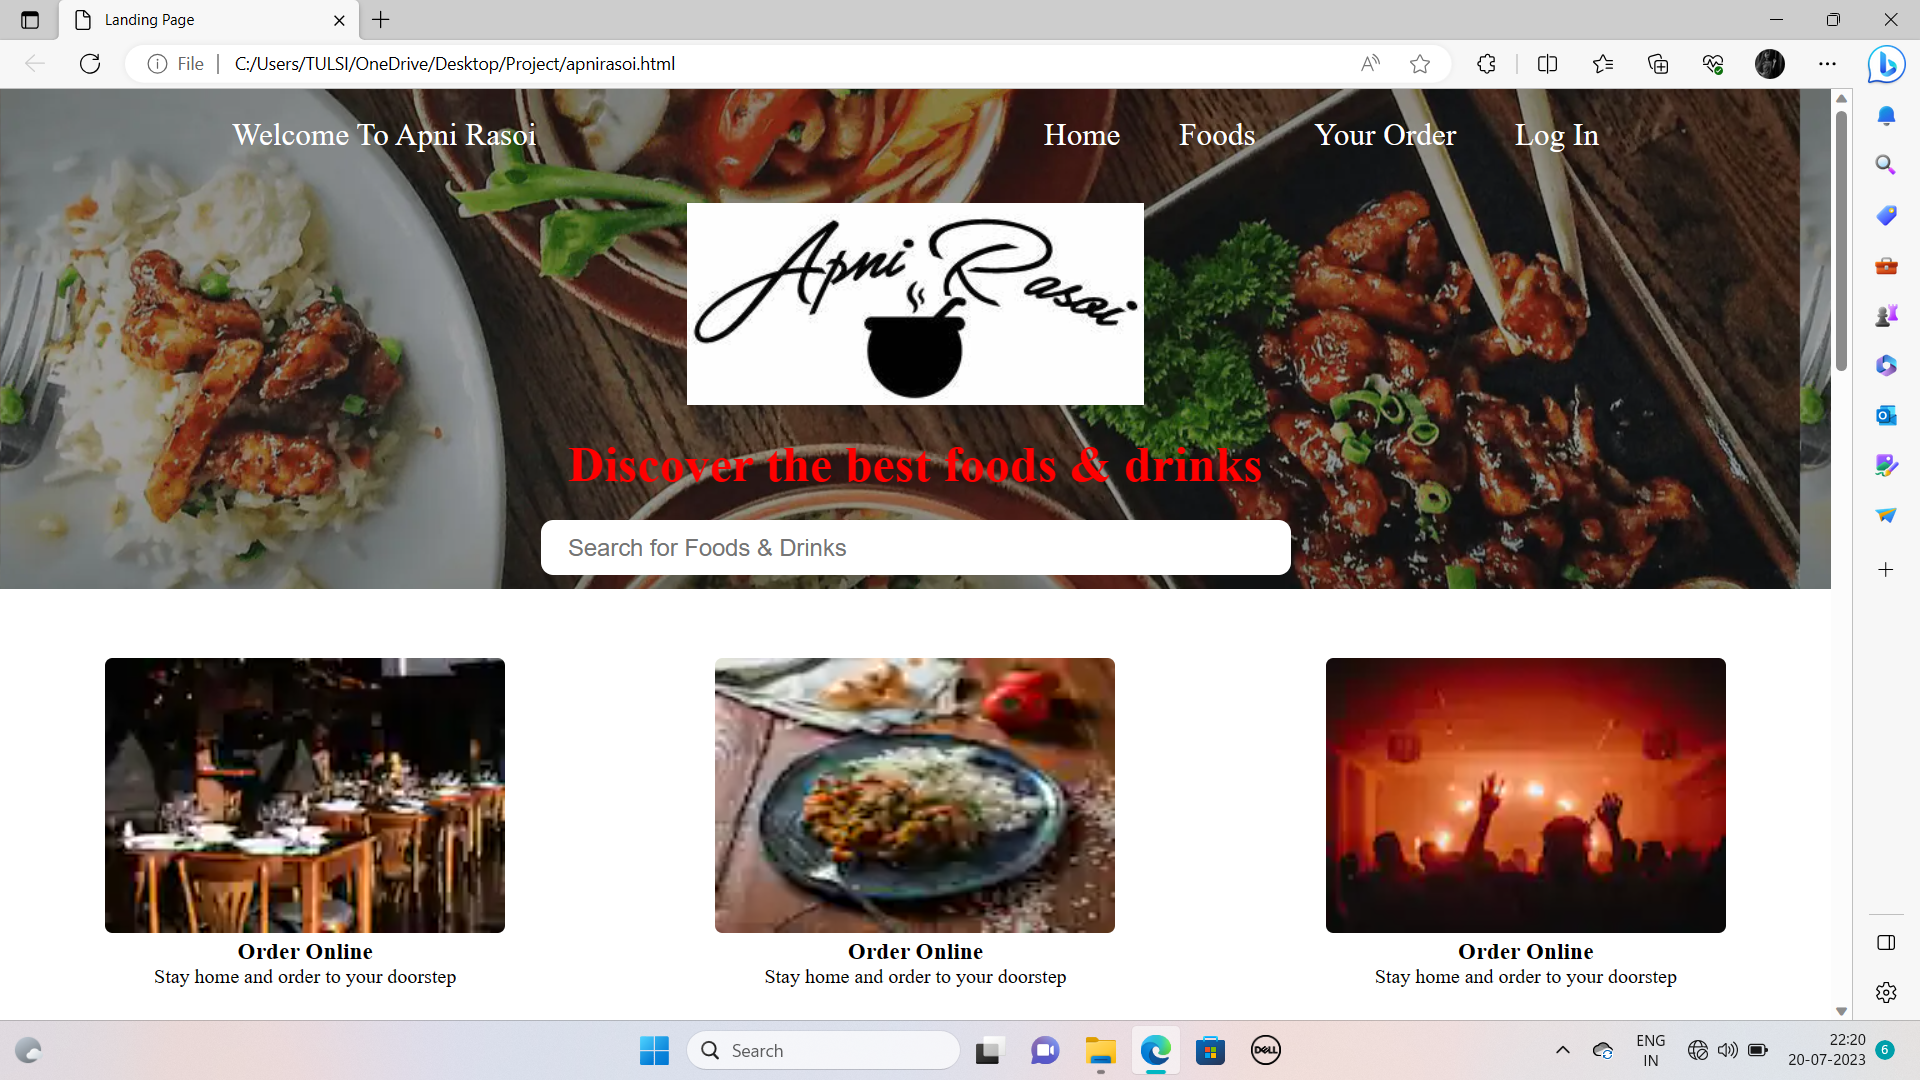 Landing Page
File
C:/Users/TULSI/OneDrive/Desktop/Project/apnirasoi.html
Welcome To Apni Rasoi
Home
Foods
Your Order
Log In
Apni Rasoi
Discover the best foods & drinks
Search for Foods & Drinks
Order Online
Stay home and order to your doorstep
Order Online
Stay home and order to your doorstep
Order Online
Stay home and order to your doorstep
Search
DELL
ENG
IN
22:20
20-07-2023
6